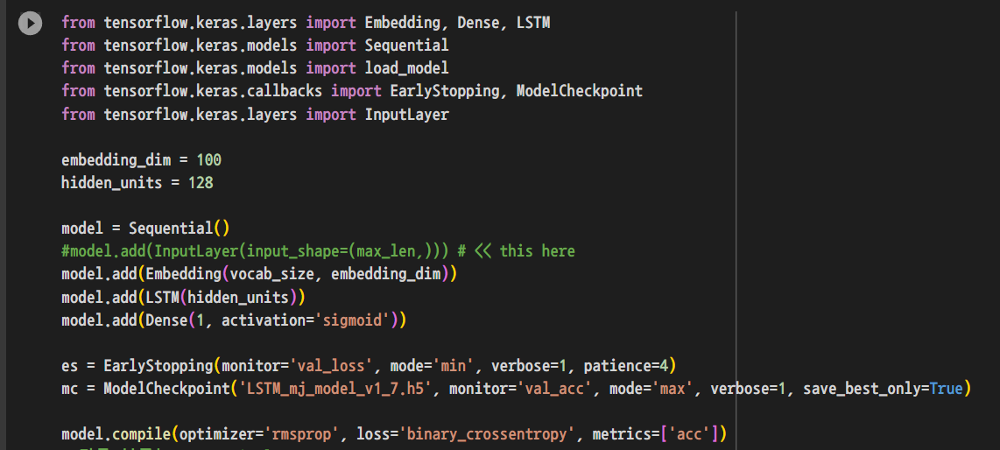 from tensorflow.keras.layers import Embedding, Dense, LSTM
from tensorflow.keras.models import Sequential
from tensorflow.keras.models import load_model
from tensorflow.keras.callbacks import EarlyStopping, ModelCheckpoint
from tensorflow.keras.layers import InputLayer
embedding_dim = 100
hidden_units = 128
model = Sequential()
#model.add(InputLayer(input_shape=(max_len,))) # << this here
model.add(Embedding(vocab_size, embedding_dim))
model.add(LSTM(hidden_units))
model.add(Dense(1, activation='sigmoid'))
es = EarlyStopping(monitor='val_loss', mode='min', verbose=1, patience=4)
mc = ModelCheckpoint('LSTM_mj_model_v1_7.h5', monitor='val_acc', mode='max', verbose=1, save_best_only=True)
model.compile(optimizer='rmsprop', loss='binary_crossentropy', metrics=['acc'])